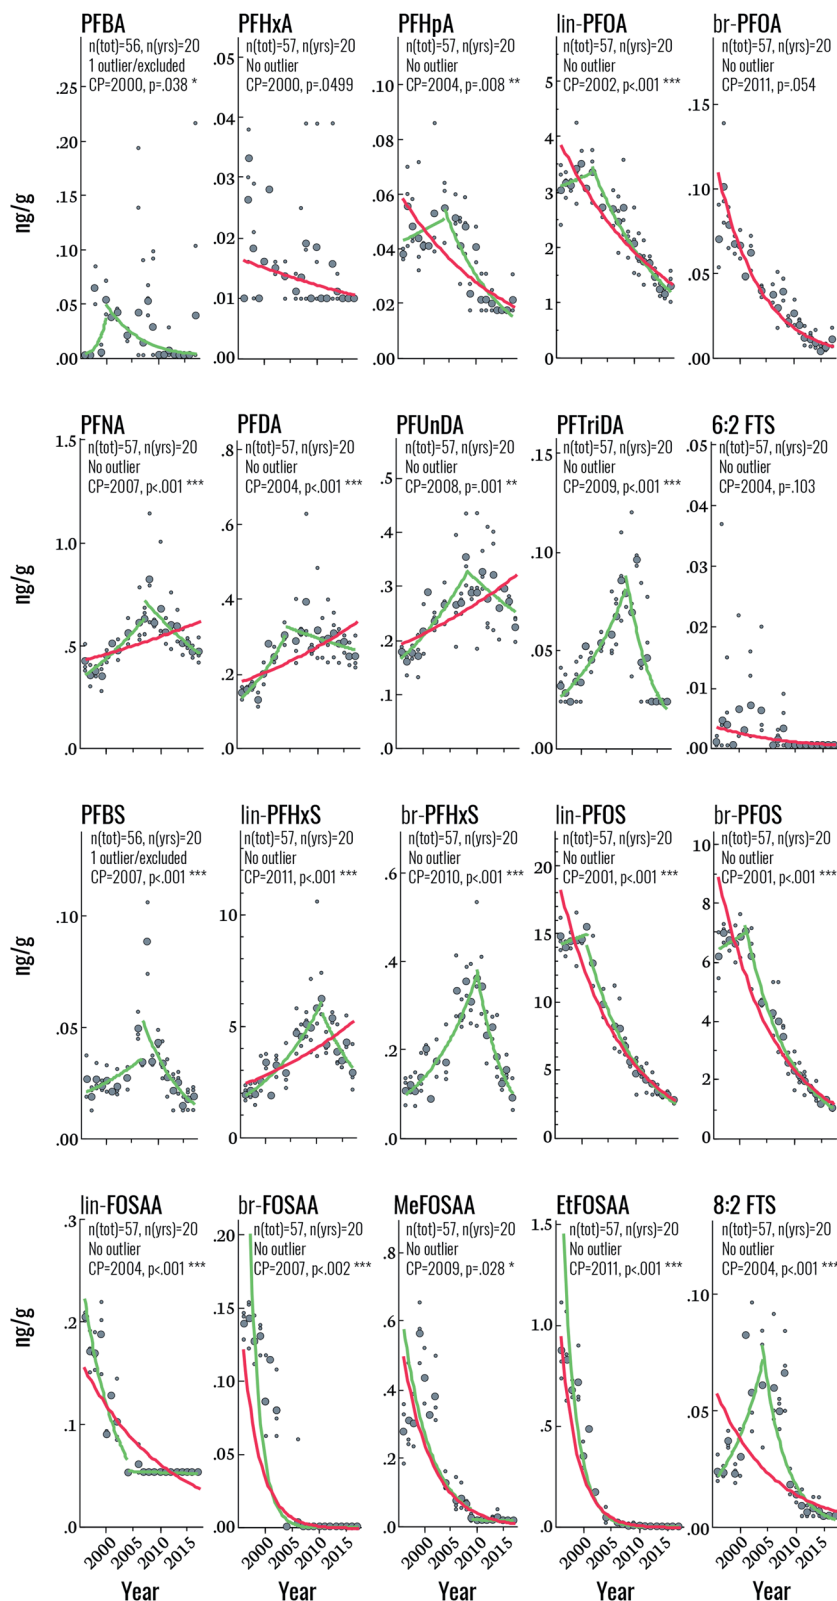 PFBA
n(tot)=56, n(yrs)=20
1 outlier/excluded
CP=2000, p=.038 *
.25
.20
.15
.10
.05
.00
ng/g
PFHxA
n(tot)=57, n(yrs)=20
No outlier
CP=2000, p=.0499
.05
.04
.03
.02
.01
.00
PFHpA
n(tot)=57, n(yrs)=20
No outlier
CP=2004, p=.008 **
.10
.08
.06
.04
.02
.00
lin-PFOA
n(tot)=57, n(yrs)=20
No outlier
CP=2002, p<.001 ***
5
4
3
2
1
0
br-PFOA
n(tot)=57, n(yrs)=20
No outlier
CP=2011, p=.054
.15
.10
.05
.00
PFNA
n(tot)=57, n(yrs)=20
No outlier
CP=2007, p<.001 ***
1.5
1.0
.5
.0
ng/g
PFDA
n(tot)=57, n(yrs)=20
No outlier
CP=2004, p<.001 ***
.8
.6
.4
.2
.0
PFUnDA
n(tot)=57, n(yrs)=20
No outlier
CP=2008, p=.001 **
.5
.4
.3
.2
.1
.0
PFTriDA
n(tot)=57, n(yrs)=20
No outlier
CP=2009, p<.001 ***
.15
.10
.05
.00
6:2 FTS
n(tot)=57, n(yrs)=20
No outlier
CP=2004, p=.103
.05
.04
.03
.02
.01
.00
PFBS
n(tot)=56, n(yrs)=20
1 outlier/excluded
CP=2007, p<.001 ***
.10
.05
.00
ng/g
lin-PFHxS
n(tot)=57, n(yrs)=20
No outlier
CP=2011, p<.001 ***
10
5
0
br-PFHxS
n(tot)=57, n(yrs)=20
No outlier
CP=2010, p<.001 ***
.6
.4
.2
.0
lin-PFOS
n(tot)=57, n(yrs)=20
No outlier
CP=2001, p<.001 ***
20
15
10
5
0
br-PFOS
n(tot)=57, n(yrs)=20
No outlier
CP=2001, p<.001 ***
10
8
6
4
2
0
lin-FOSAA
n(tot)=57, n(yrs)=20
No outlier
CP=2004, p<.001 ***
.3
.2
.1
.0
ng/g
2000
2005
2010
2015
Year
br-FOSAA
n(tot)=57, n(yrs)=20
No outlier
CP=2007, p<.002 ***
.20
.15
.10
.05
.00
2000
2005
2010
2015
Year
MeFOSAA
n(tot)=57, n(yrs)=20
No outlier
CP=2009, p=.028 *
.8
.6
.4
.2
.0
2000
2005
2010
2015
Year
EtFOSAA
n(tot)=57, n(yrs)=20
No outlier
CP=2011, p<.001 ***
1.5
1.0
.5
.0
2000
2005
2010
2015
Year
8:2 FTS
n(tot)=57, n(yrs)=20
No outlier
CP=2004, p<.001 ***
.10
.05
.00
2000
2005
2010
2015
Year